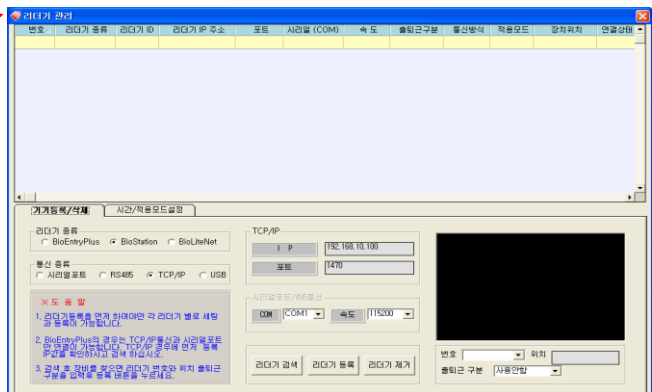 리더기 관리
번호 리더기 종류 리더기 ID 리더기 IP 주소 포트 시리얼 (COM) 속 도 출퇴근구분 통신방식 적용모드 장치위치 연결상태
기기등록/삭제 시간/적용모드설정
리더기 종류
BioEntryPlus BioStation BioLiteNet
통신 종류
시리얼포트 RS485 TCP/IP USB
※ 도 움 말
1. 리더기등록을 먼저 하여야만 각 리더기 별로 세팅
과 등록이 가능합니다.
2. BioEntryPlus의 경우는 TCP/IP통신과 시리얼포트
만 연결이 가능합니다. TCP/IP 경우에 먼저 등록
IP값을 확인하시고 검색 하십시오.
3. 검색 후 장비를 찾으면 리더기 번호와 위치 출퇴근
구분을 입력후 등록 버튼을 누르세요.
TCP/IP
I P 192,168,10,100
포트 1470
시리얼포트/485통신
COM COM1 속도 115200
리더기 검색 리더기 등록 리더기 제거
번호 위치
출퇴근 구분 사용안함